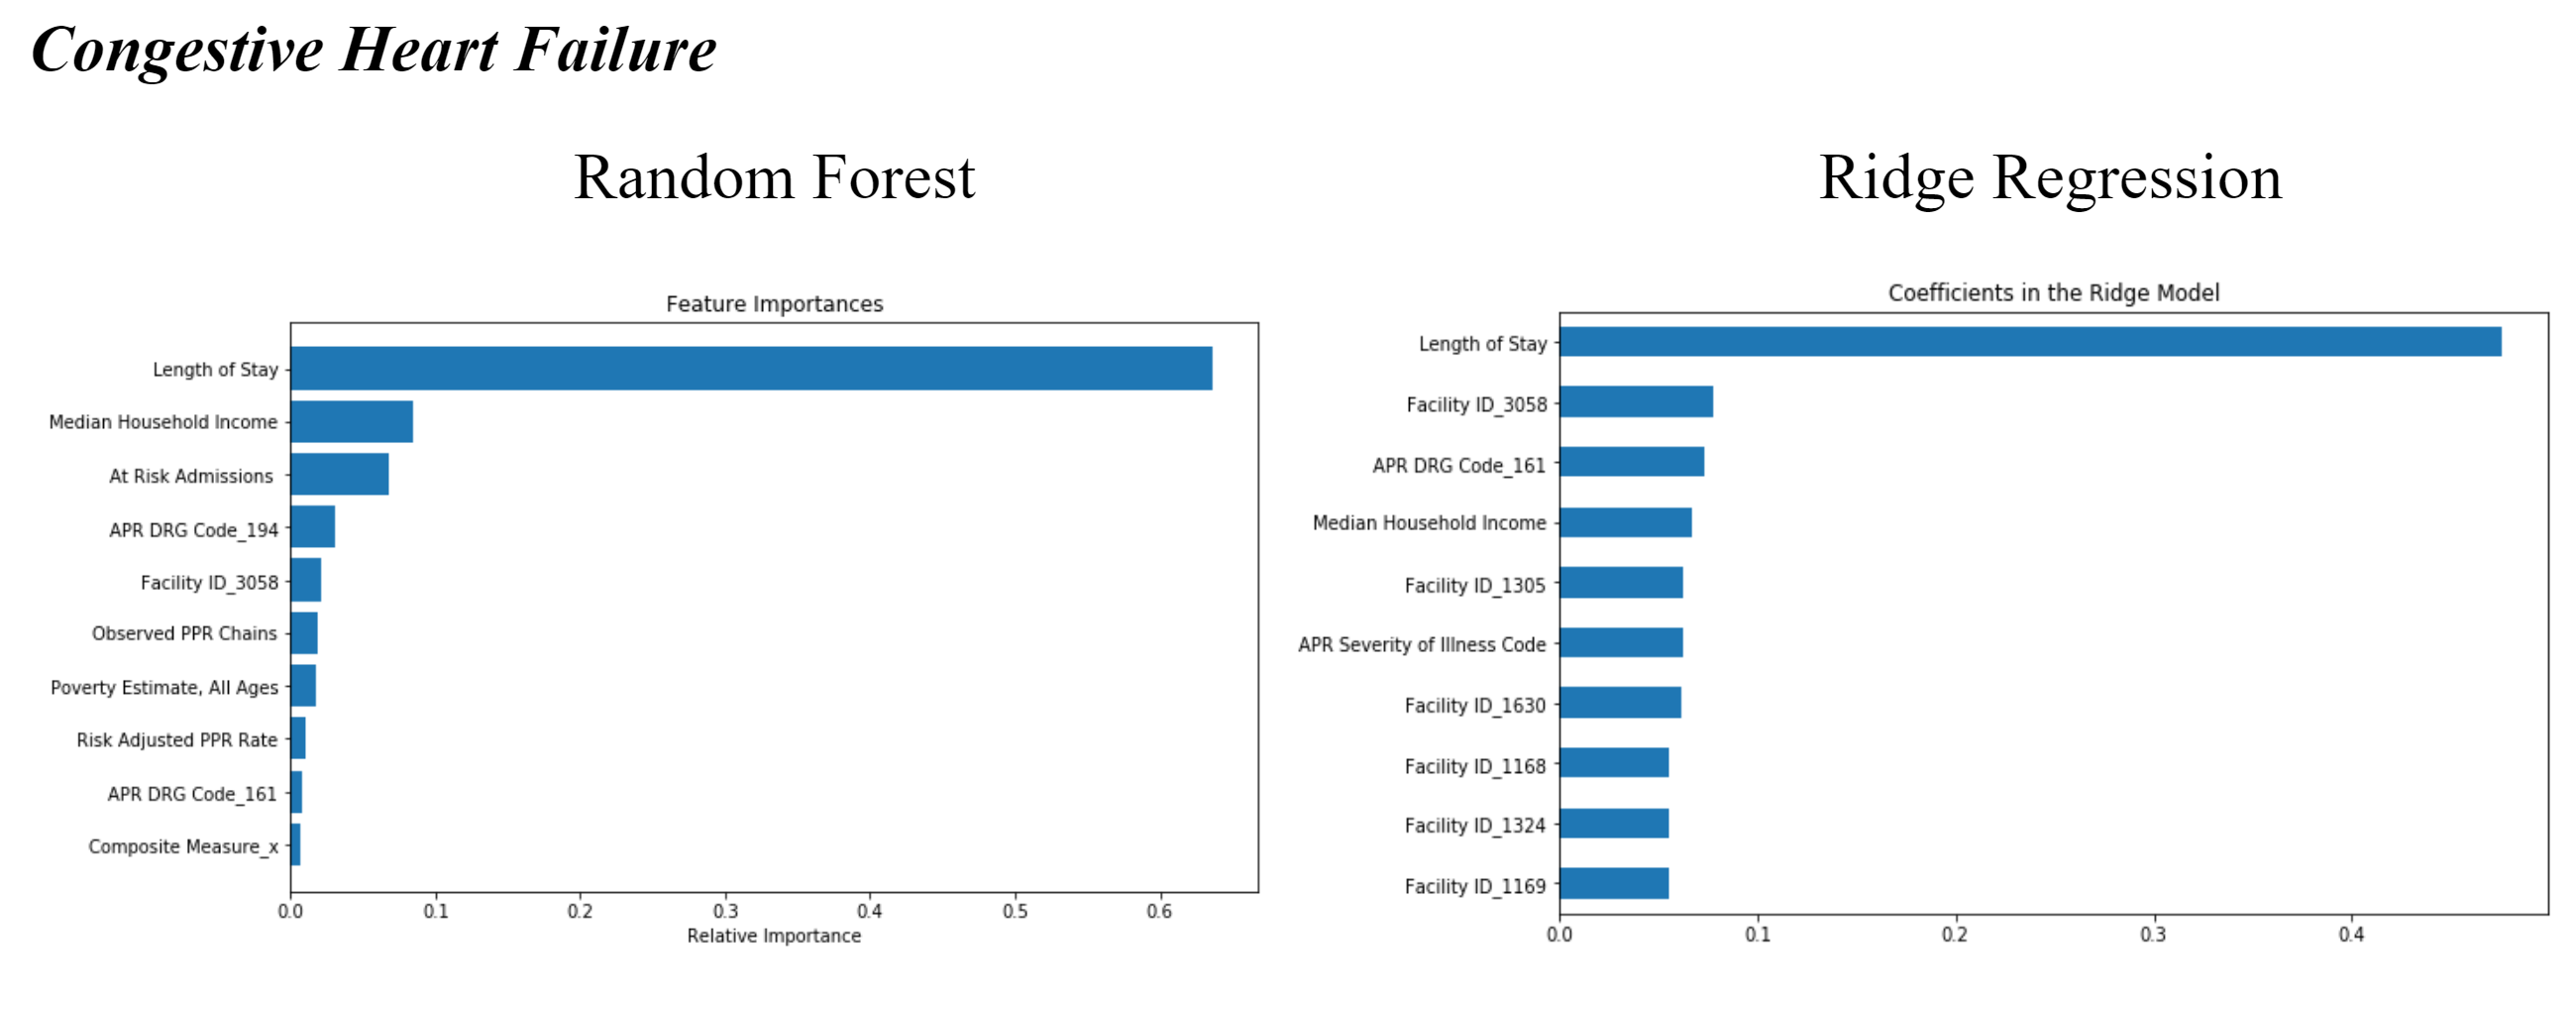 Congestive Heart Failure
Random Forest
Feature Importances
Length of Stay
Median Household Income
At Risk Admissions
APR DRG Code_194
Facility ID_3058
Observed PPR Chains
Poverty Estimate, All Ages
Risk Adjusted PPR Rate
APR DRG Code_161
Composite Measure_x
0.0 0.1 0.2 0.3 0.4 0.5 0.6
Relative Importance
Ridge Regression
Coefficients in the Ridge Model
Length of Stay
Facility ID_3058
APR DRG Code_161
Median Household Income
Facility ID_1305
APR Severity of Illness Code
Facility ID_1630
Facility ID_1168
Facility ID_1324
Facility ID_1169
0.0 0.1 0.2 0.3 0.4